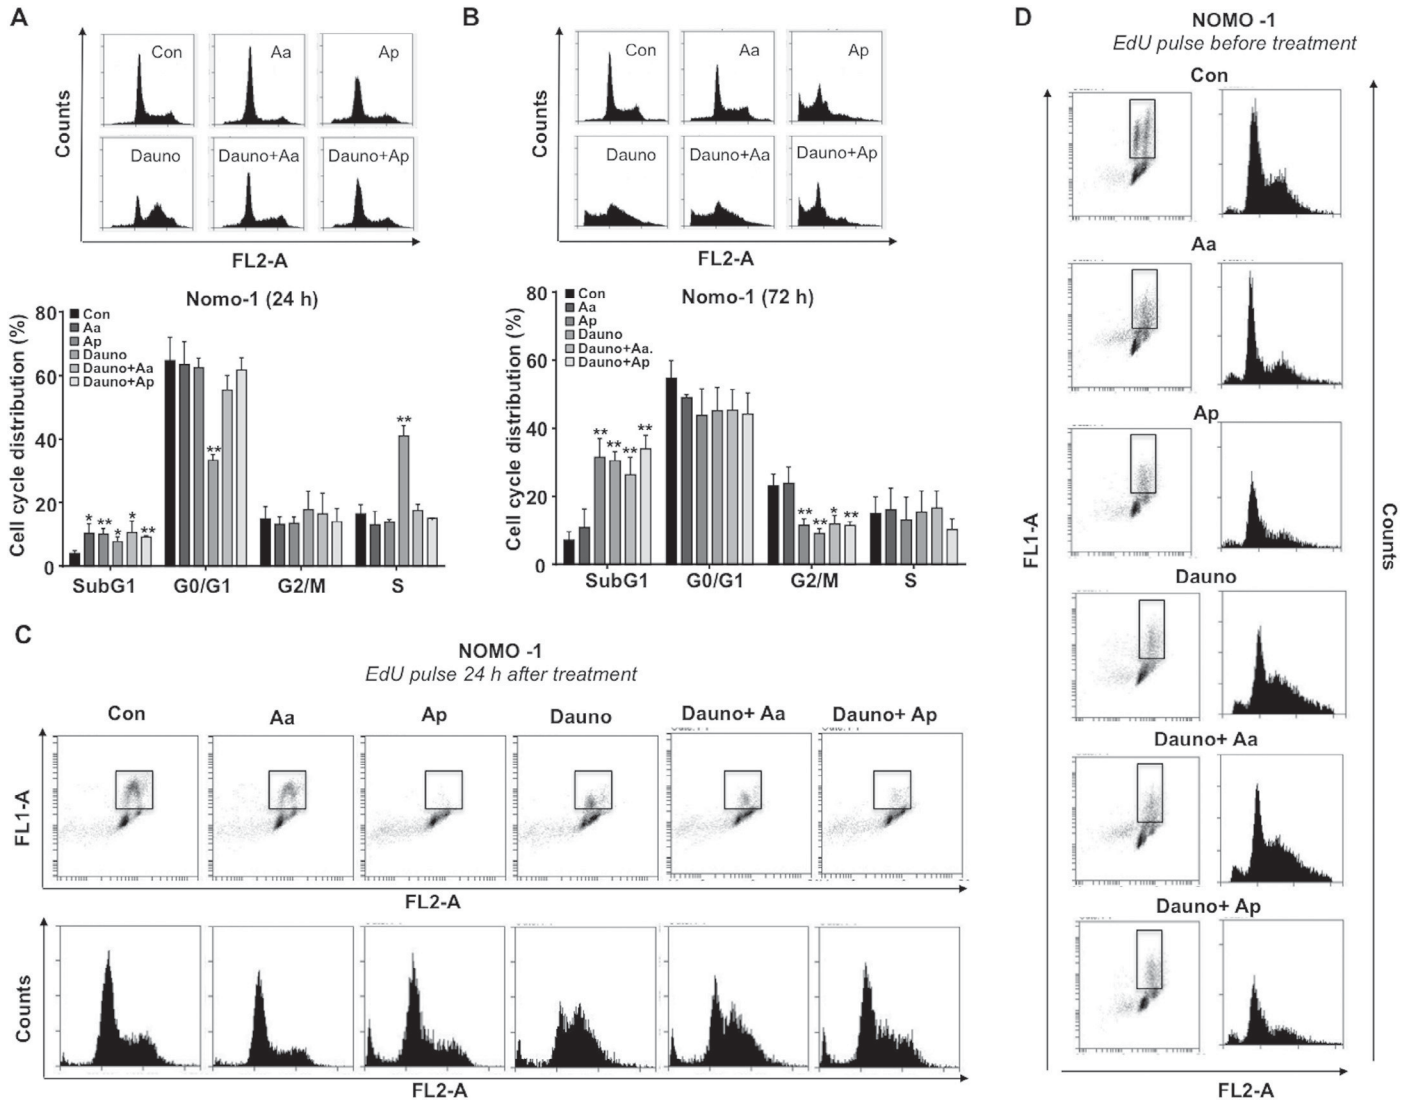 A
Con
Aa
Ap
Dauno
Dauno+Aa
Dauno+Ap
Counts
FL2-A
Nomo-1 (24 h)
Cell cycle distribution (%)
80
60
40
20
0
Con
Aa
Ap
Dauno
Dauno+Aa
Dauno+Ap
* ** * * **
**
**
SubG1
G0/G1
G2/M
S
B
Con
Aa
Ap
Dauno
Dauno+Aa
Dauno+Ap
Counts
FL2-A
Nomo-1 (72 h)
Cell cycle distribution (%)
80
60
40
20
0
Con
Aa
Ap
Dauno
Dauno+Aa.
Dauno+Ap
** ** ** **
** ** * **
SubG1
G0/G1
G2/M
S
C
NOMO -1
EdU pulse 24 h after treatment
Con
Aa
Ap
Dauno
Dauno+ Aa
Dauno+ Ap
FL1-A
FL2-A
Counts
FL2-A
D
NOMO -1
EdU pulse before treatment
Con
Aa
Ap
Dauno
Dauno+ Aa
Dauno+ Ap
FL1-A
Counts
FL2-A